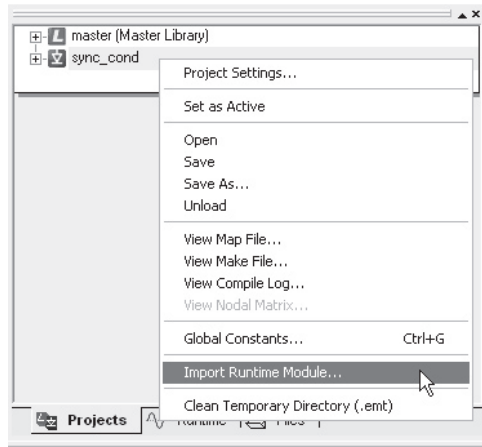 master (Master Library)
sync_cond
Project Settings...
Set as Active
Open
Save
Save As...
Unload
View Map File...
View Make File...
View Compile Log...
View Nodal Matrix...
Global Constants... Ctrl+G
Import Runtime Module...
Clean Temporary Directory (.emt)
Projects Runtime Files